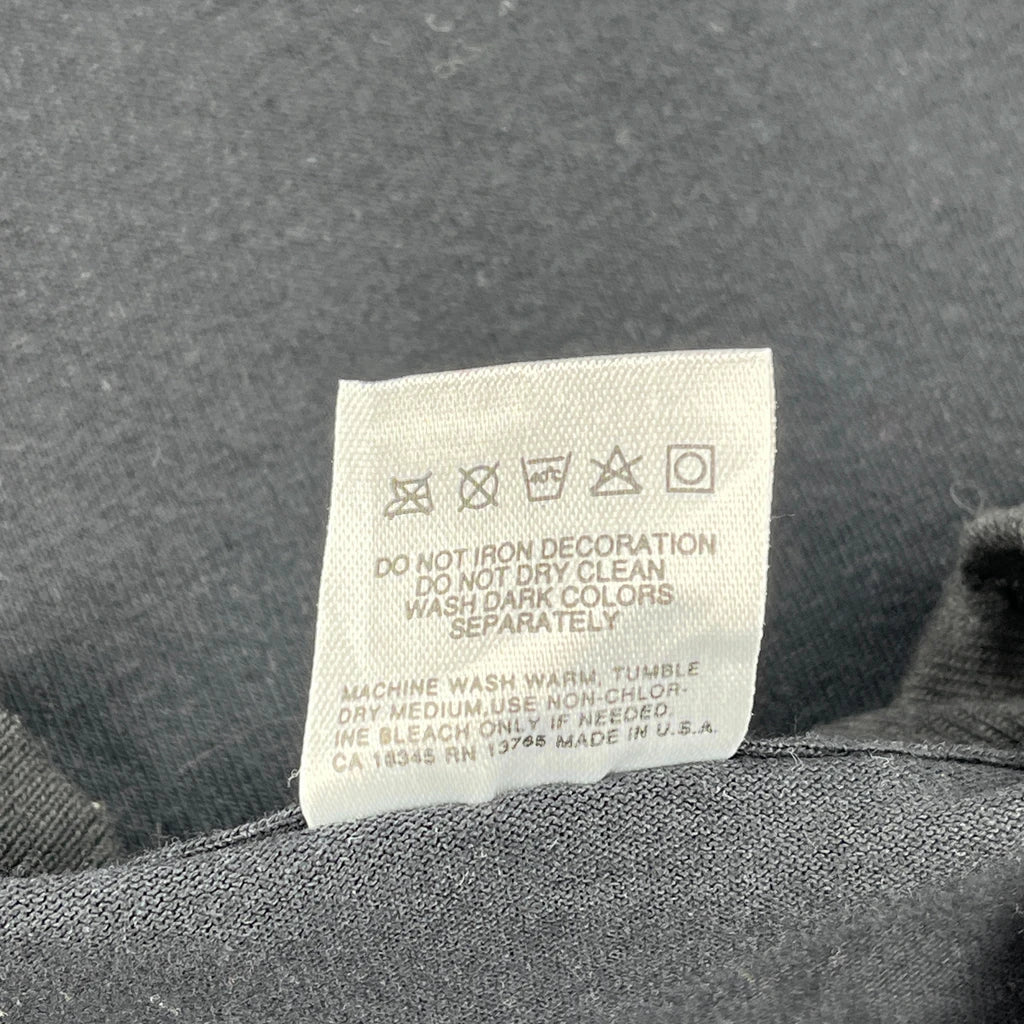 40°C
DO NOT IRON DECORATION
DO NOT DRY CLEAN
WASH DARK COLORS
SEPARATELY
MACHINE WASH WARM, TUMBLE
DRY MEDIUM, USE NON-CHLOR-
INE BLEACH ONLY IF NEEDED.
CA 18345 RN 13765 MADE IN U.S.A.